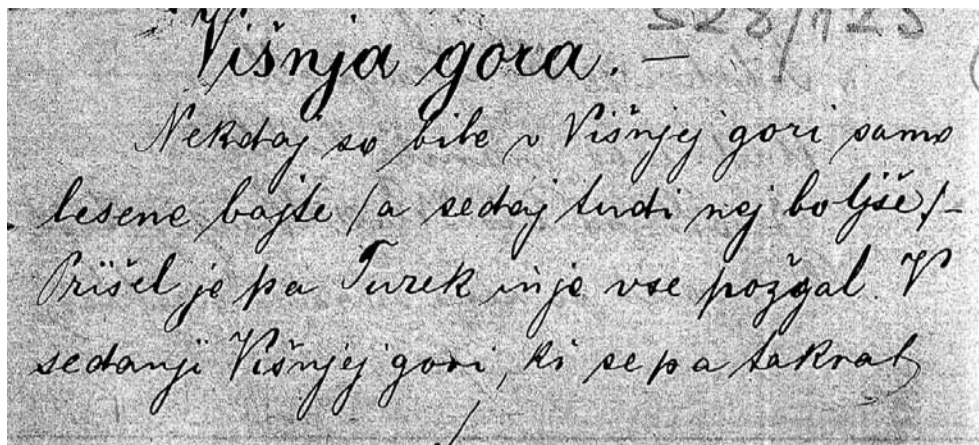 Višnja gora. —
Nekdaj so bile v Višnjej gori samo
lesene bajte /a sedaj tudi nej boljše/-
Prišel je pa Turek in je vse požgal. V
sedanji Višnjej gori, ki se pa takrat